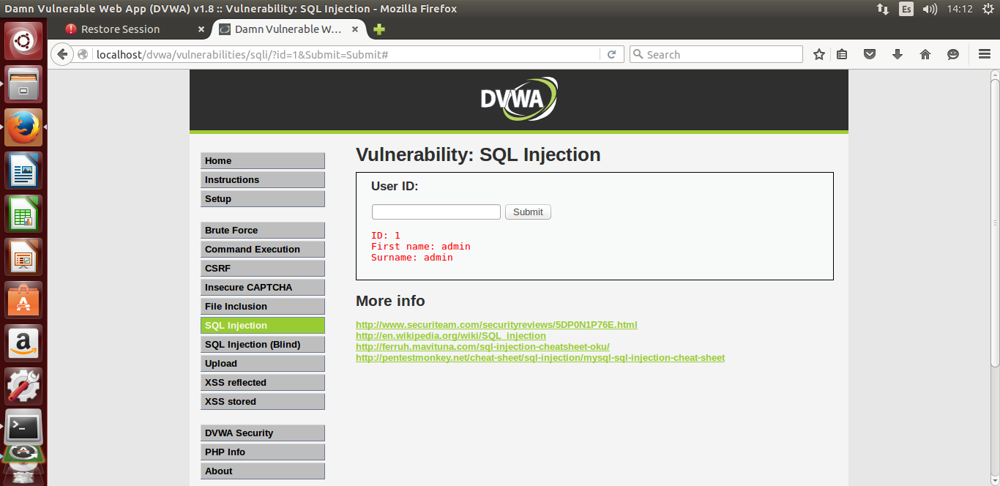 Damn Vulnerable Web App (DVWA) v1.8 :: Vulnerability: SQL Injection - Mozilla Firefox
Es
14:12
Restore Session
Damn Vulnerable W...
localhost/dvwa/vulnerabilities/sqli/?id=1&Submit=Submit#
Search
DVWA
Home
Instructions
Setup
Brute Force
Command Execution
CSRF
Insecure CAPTCHA
File Inclusion
SQL Injection
SQL Injection (Blind)
Upload
XSS reflected
XSS stored
DVWA Security
PHP Info
About
Vulnerability: SQL Injection
User ID:
Submit
ID: 1
First name: admin
Surname: admin
More info
http://www.securiteam.com/securityreviews/5DP0N1P76E.html
http://en.wikipedia.org/wiki/SQL_injection
http://ferruh.mavituna.com/sql-injection-cheatsheet-oku/
http://pentestmonkey.net/cheat-sheet/sql-injection/mysql-sql-injection-cheat-sheet